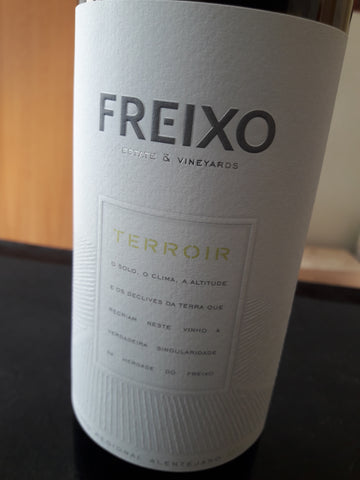 FREIXO
ESTATE & VINEYARDS
TERROIR
O SOLO, O CLIMA, A ALTITUDE
E OS DECLIVES DA TERRA QUE
RECRIAM NESTE VINHO A
VERDADEIRA SINGULARIDADE
DA HERDADE DO FREIXO
REGIONAL ALENTEJANO